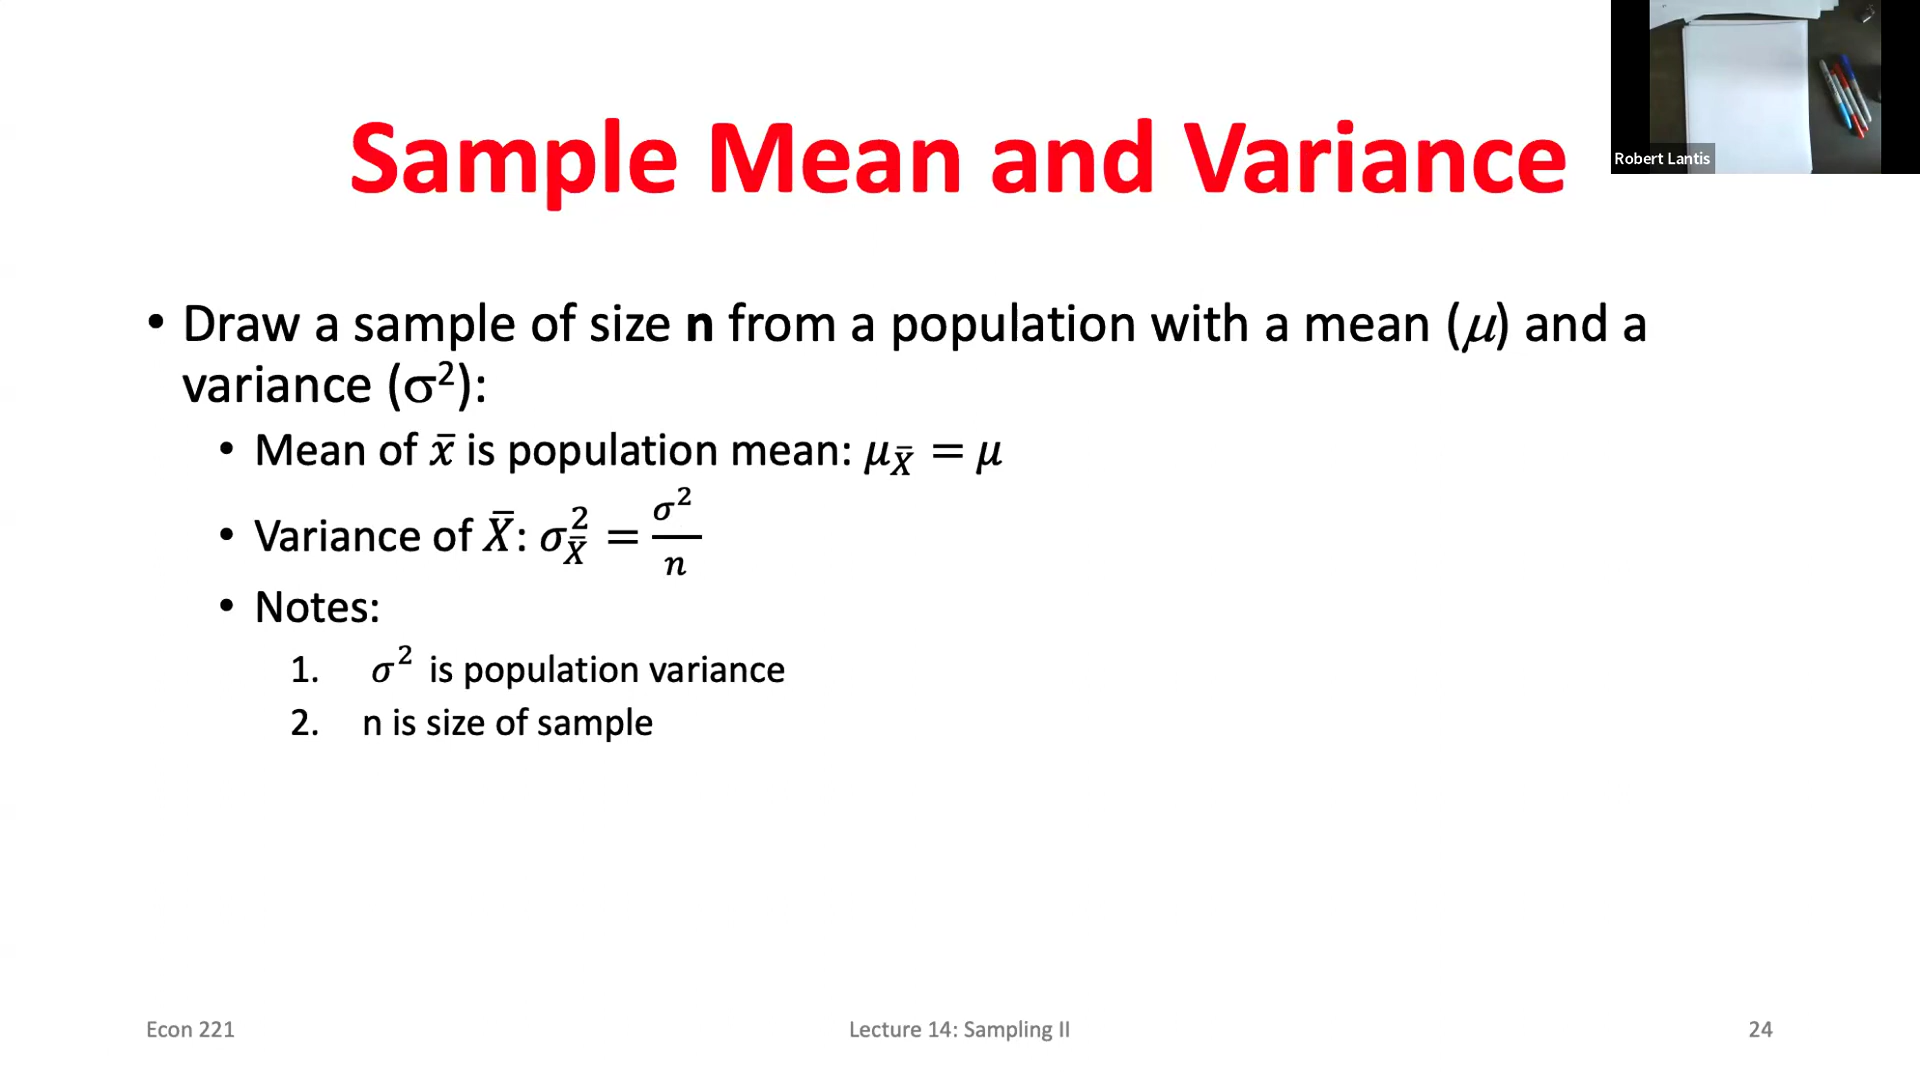 Robert Lantis
Sample Mean and Variance
• Draw a sample of size n from a population with a mean (μ) and a
variance (σ²):
• Mean of x̄ is population mean: μ_X̄ = μ
• Variance of X̄: σ²_X̄ = σ²/n
• Notes:
1. σ² is population variance
2. n is size of sample
Econ 221
Lecture 14: Sampling II
24